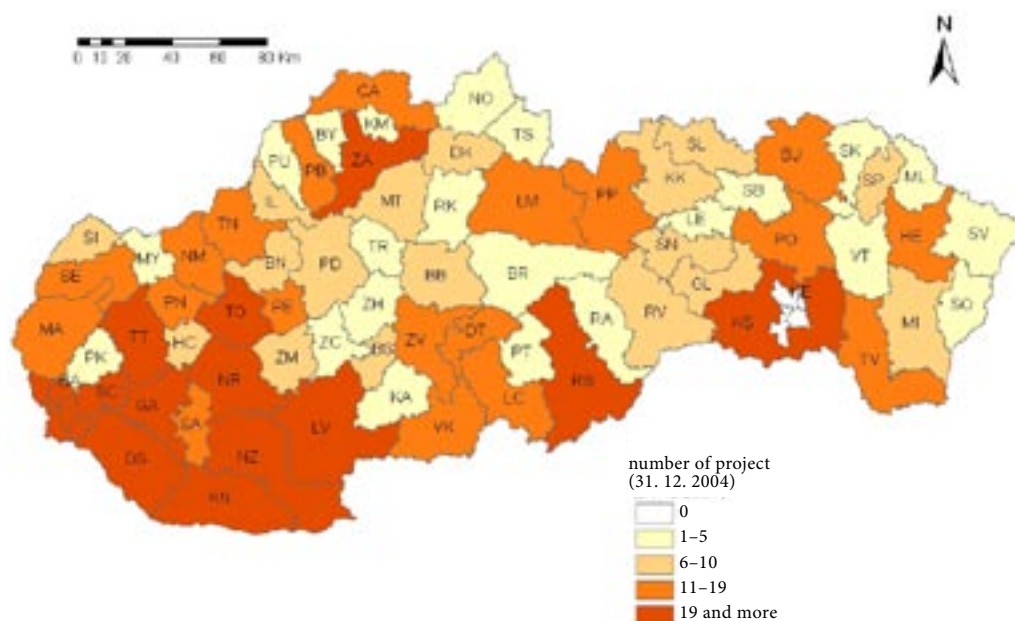 N
0 10 20 40 60 80 Km
CA
NO
BY
KM
TS
PU
PB
ZA
DK
SL
BJ
SK
IL
MT
RK
LM
PP
KK
SB
SP
ML
TN
LE
SI
MY
NM
BN
PD
TR
BB
BR
SN
PO
VT
HE
SV
SE
PN
TO
PE
ZH
GL
KS
SO
MA
TT
HC
ZM
ZC
BS
ZV
DT
RA
RV
MI
PK
NR
PT
RS
TV
SC
GA
SA
LV
KA
LC
DS
NZ
VK
KN
number of project
(31. 12. 2004)
0
1–5
6–10
11–19
19 and more